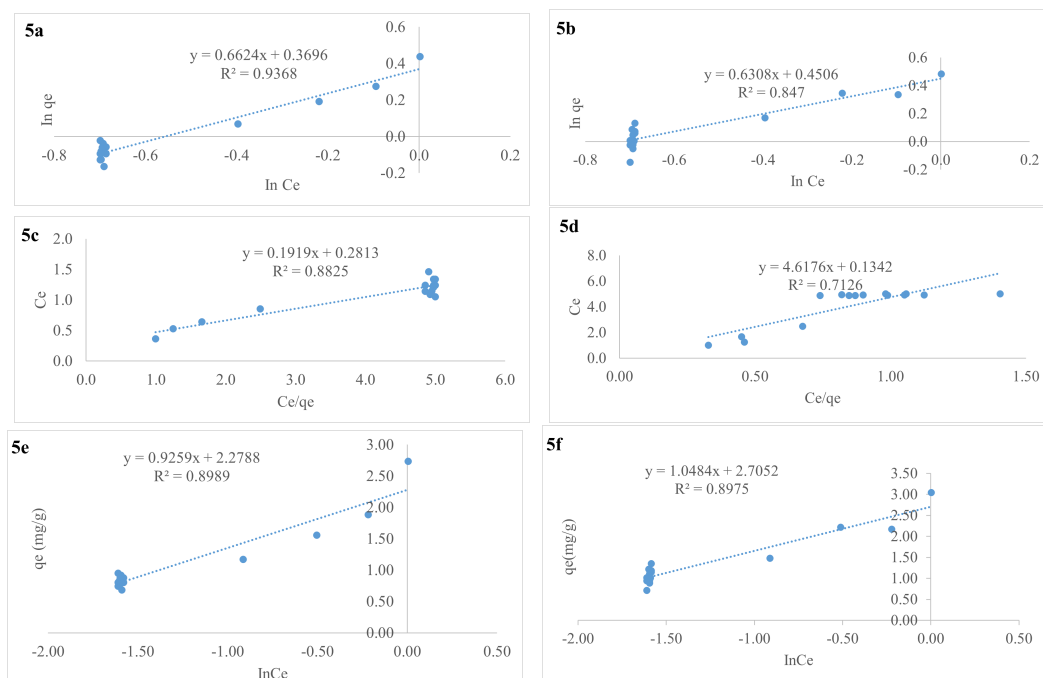 5a
y = 0.6624x + 0.3696
R² = 0.9368
0.6
0.4
0.2
0.0
-0.2
-0.8
-0.6
-0.4
-0.2
0.0
0.2
In qe
In Ce
5b
y = 0.6308x + 0.4506
R² = 0.847
0.6
0.4
0.2
0.0
-0.2
-0.8
-0.6
-0.4
-0.2
0.0
0.2
In qe
In Ce
5c
y = 0.1919x + 0.2813
R² = 0.8825
2.0
1.5
1.0
0.5
0.0
0.0
1.0
2.0
3.0
4.0
5.0
6.0
Ce
Ce/qe
5d
y = 4.6176x + 0.1342
R² = 0.7126
8.0
6.0
4.0
2.0
0.0
0.00
0.50
1.00
1.50
Ce
Ce/qe
5e
y = 0.9259x + 2.2788
R² = 0.8989
3.00
2.50
2.00
1.50
1.00
0.50
0.00
-2.00
-1.50
-1.00
-0.50
0.00
0.50
qe (mg/g)
InCe
5f
y = 1.0484x + 2.7052
R² = 0.8975
3.50
3.00
2.50
2.00
1.50
1.00
0.50
0.00
-2.00
-1.50
-1.00
-0.50
0.00
0.50
qe(mg/g)
InCe